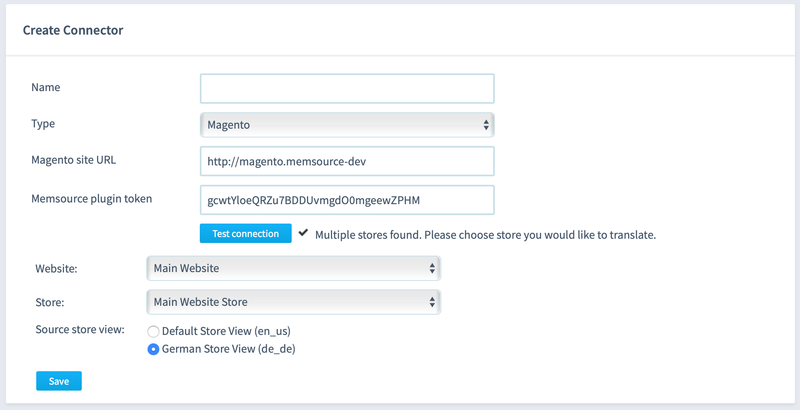 Create Connector
Name
Type Magento
Magento site URL http://magento.memsource-dev
Memsource plugin token gcwtYloeQRZu7BDDUvmgdO0mgeewZPHM
Test connection ✔ Multiple stores found. Please choose store you would like to translate.
Website: Main Website
Store: Main Website Store
Source store view: Default Store View (en_us)
German Store View (de_de)
Save